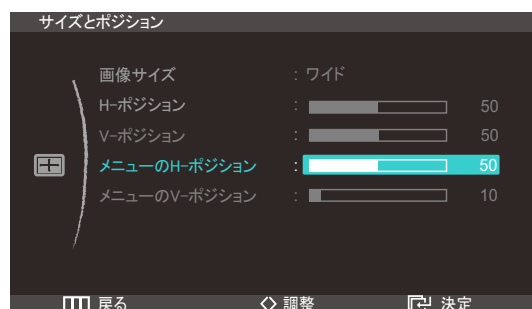 サイズとポジション
画像サイズ : ワイド
H-ポジション : 50
V-ポジション : 50
メニューのH-ポジション : 50
メニューのV-ポジション : 10
戻る 調整 決定